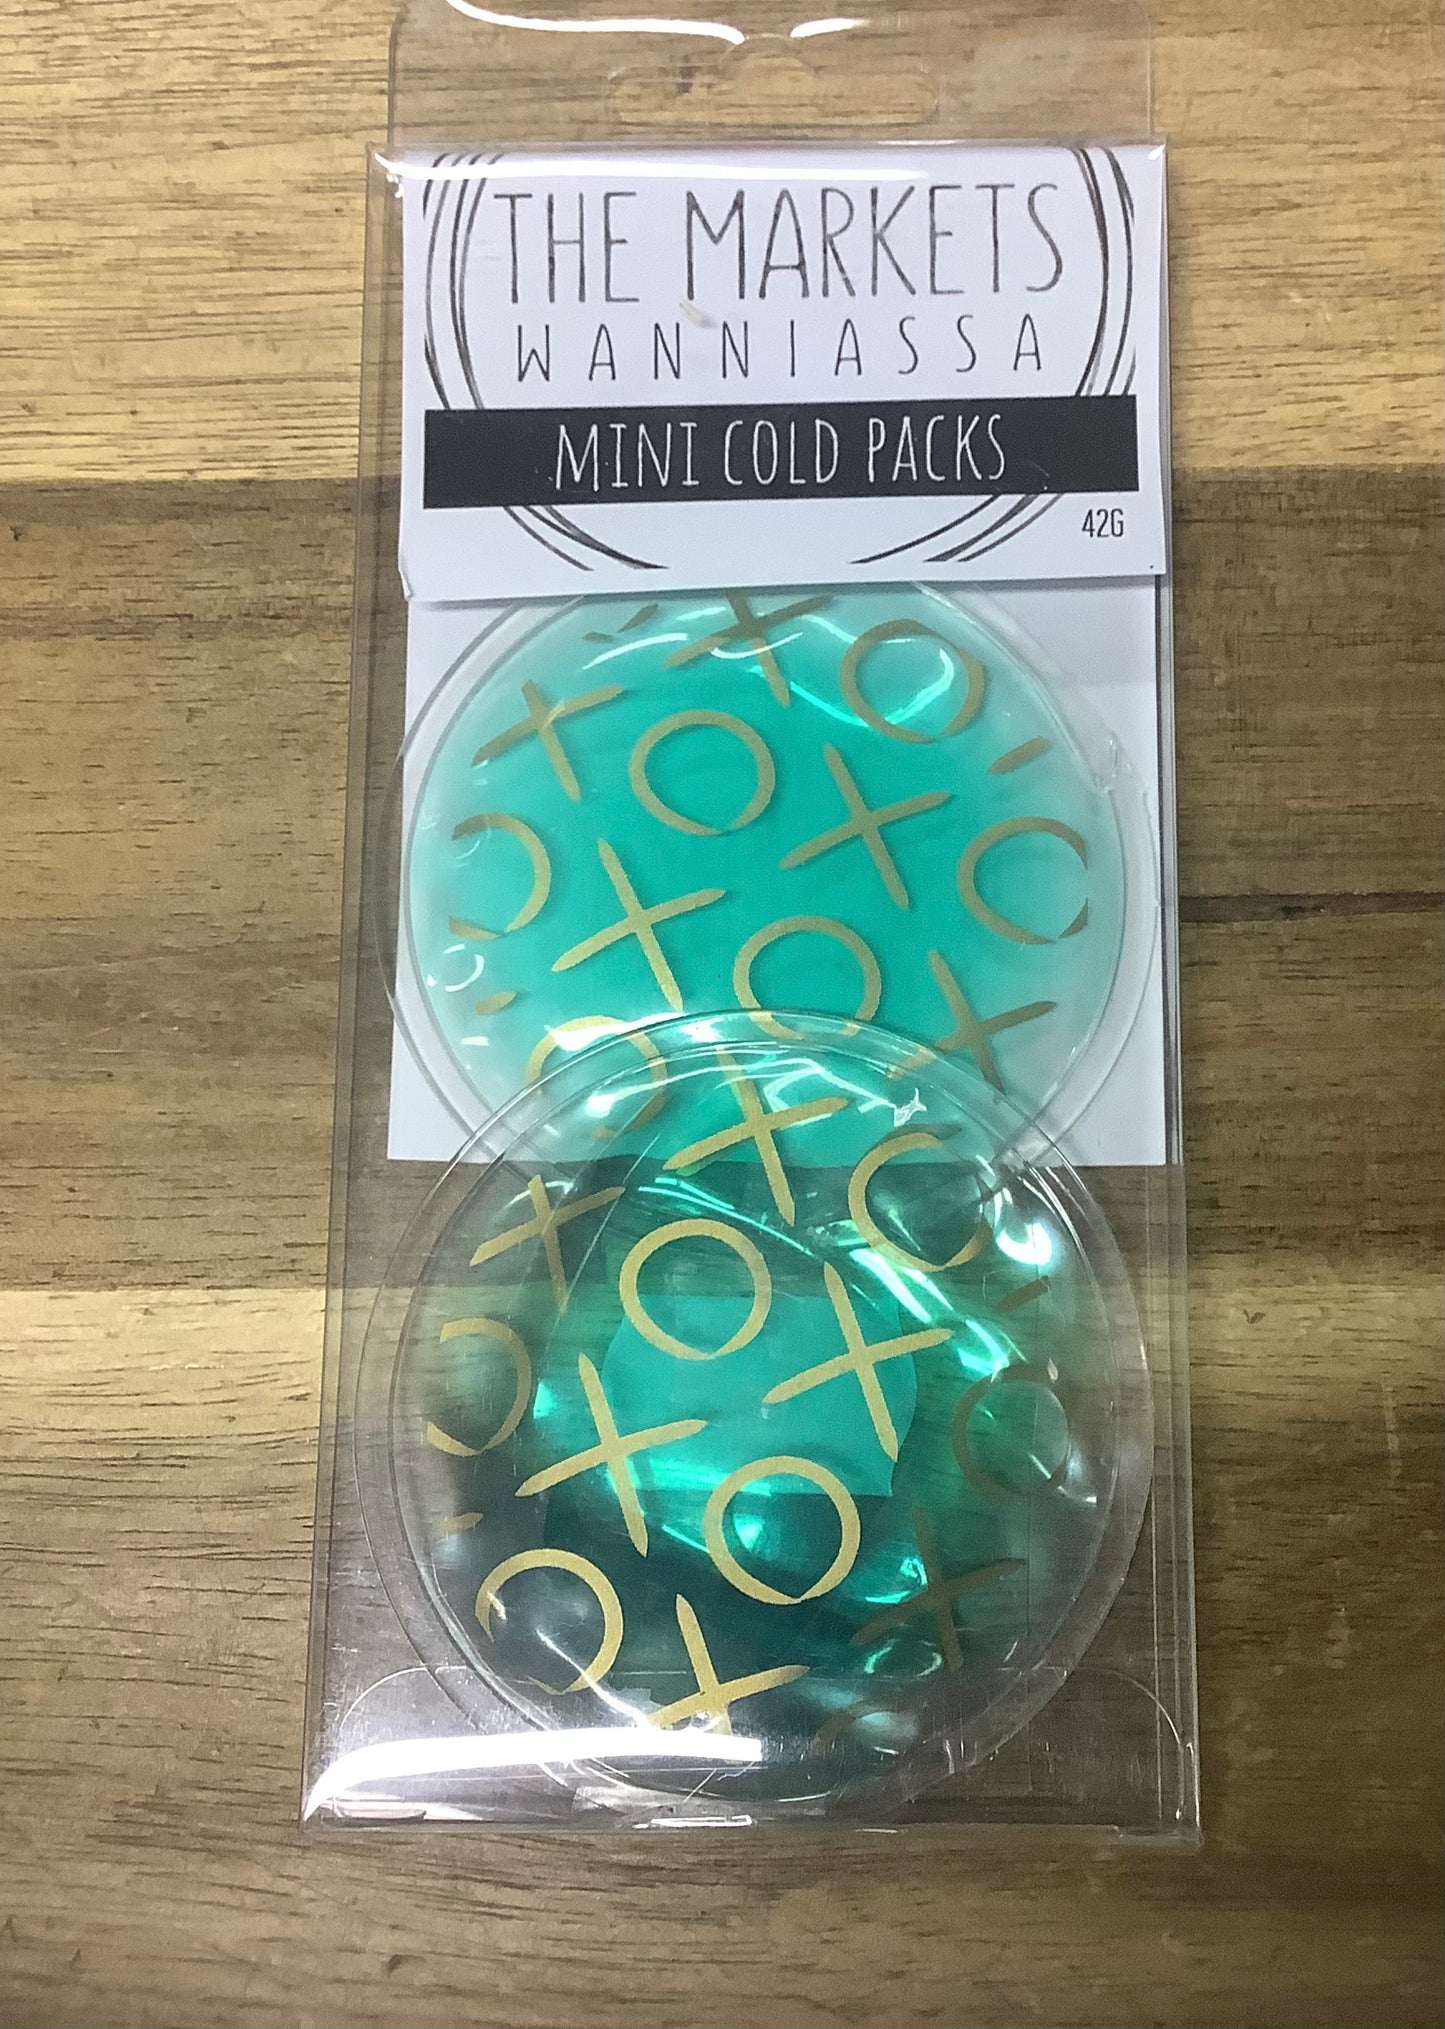 THE MARKETS
WANNIASSA
MINI COLD PACKS
42G